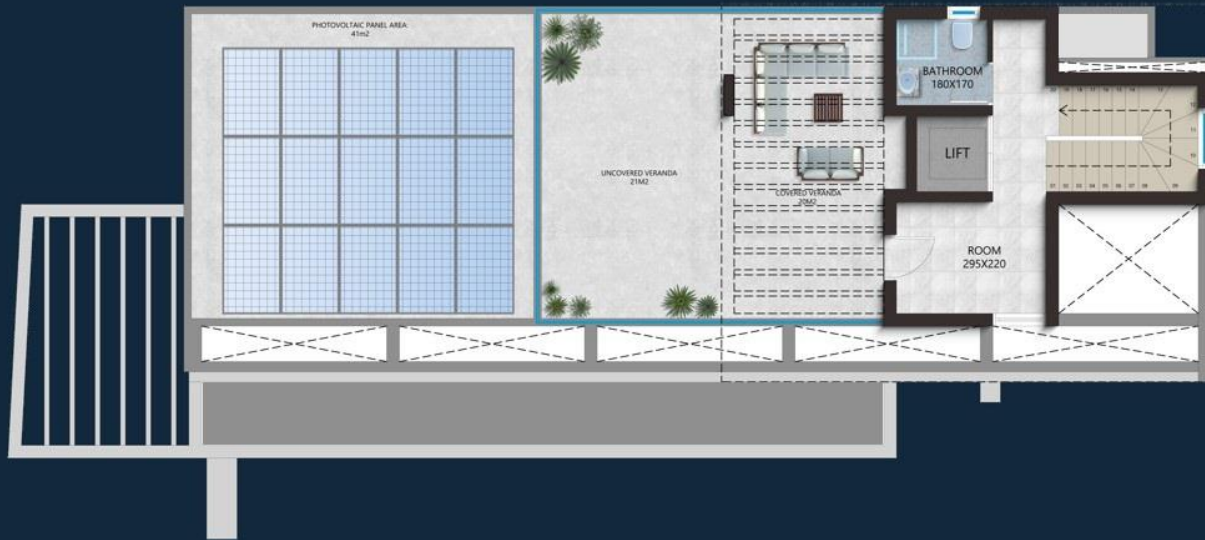 PHOTOVOLTAIC PANEL AREA:
41m2
BATHROOM
180X170
LIFT
UNCOVERED VERANDA
21M2
COVERED VERANDA
20M2
ROOM
295X220